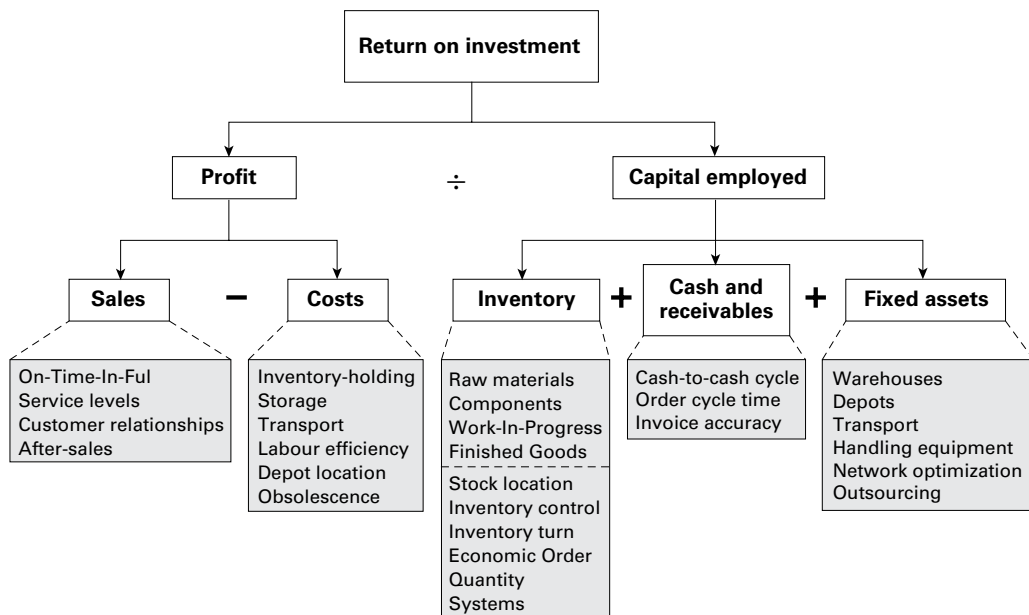 Return on investment
Profit
÷
Capital employed
Sales
–
Costs
Inventory
+
Cash and
receivables
+
Fixed assets
On-Time-In-Ful
Service levels
Customer relationships
After-sales
Inventory-holding
Storage
Transport
Labour efficiency
Depot location
Obsolescence
Raw materials
Components
Work-In-Progress
Finished Goods
Stock location
Inventory control
Inventory turn
Economic Order
Quantity
Systems
Cash-to-cash cycle
Order cycle time
Invoice accuracy
Warehouses
Depots
Transport
Handling equipment
Network optimization
Outsourcing